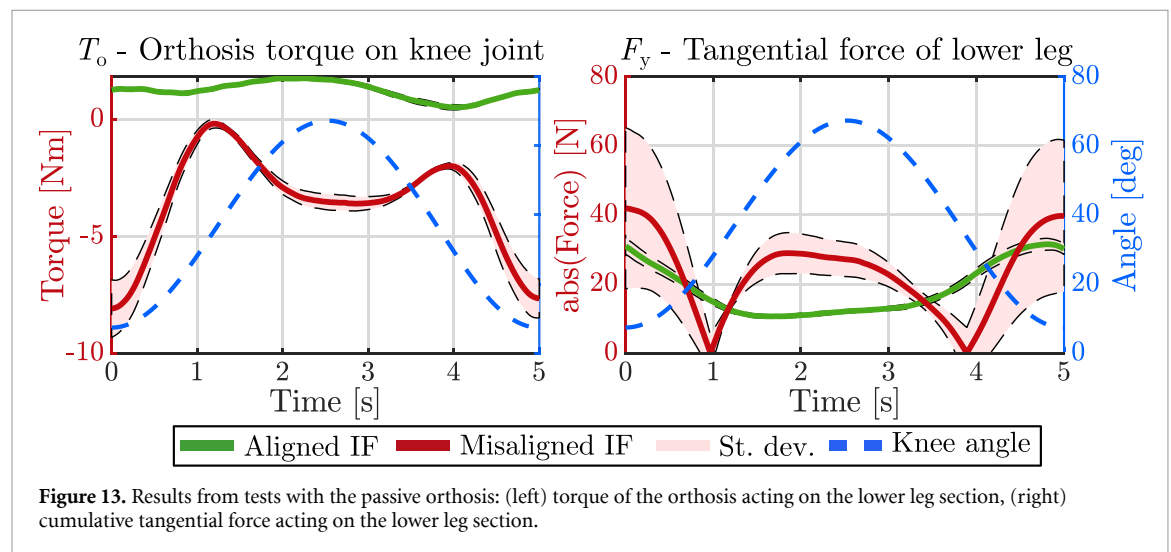 T_o - Orthosis torque on knee joint
F_y - Tangential force of lower leg
Torque [Nm]
0
-5
-10
0 1 2 3 4 5
Time [s]
abs(Force) [N]
80
60
40
20
0
0 1 2 3 4 5
Time [s]
80
60
40
20
0
Angle [deg]
Aligned IF Misaligned IF St. dev. Knee angle
Figure 13. Results from tests with the passive orthosis: (left) torque of the orthosis acting on the lower leg section, (right)
cumulative tangential force acting on the lower leg section.